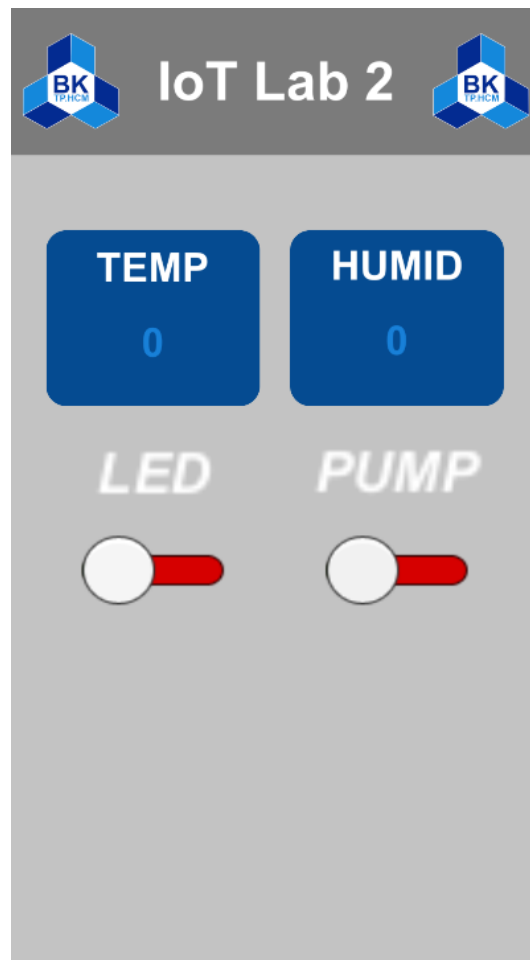 BK
TP.HCM
IoT Lab 2
BK
TP.HCM
TEMP
HUMID
0
0
LED
PUMP